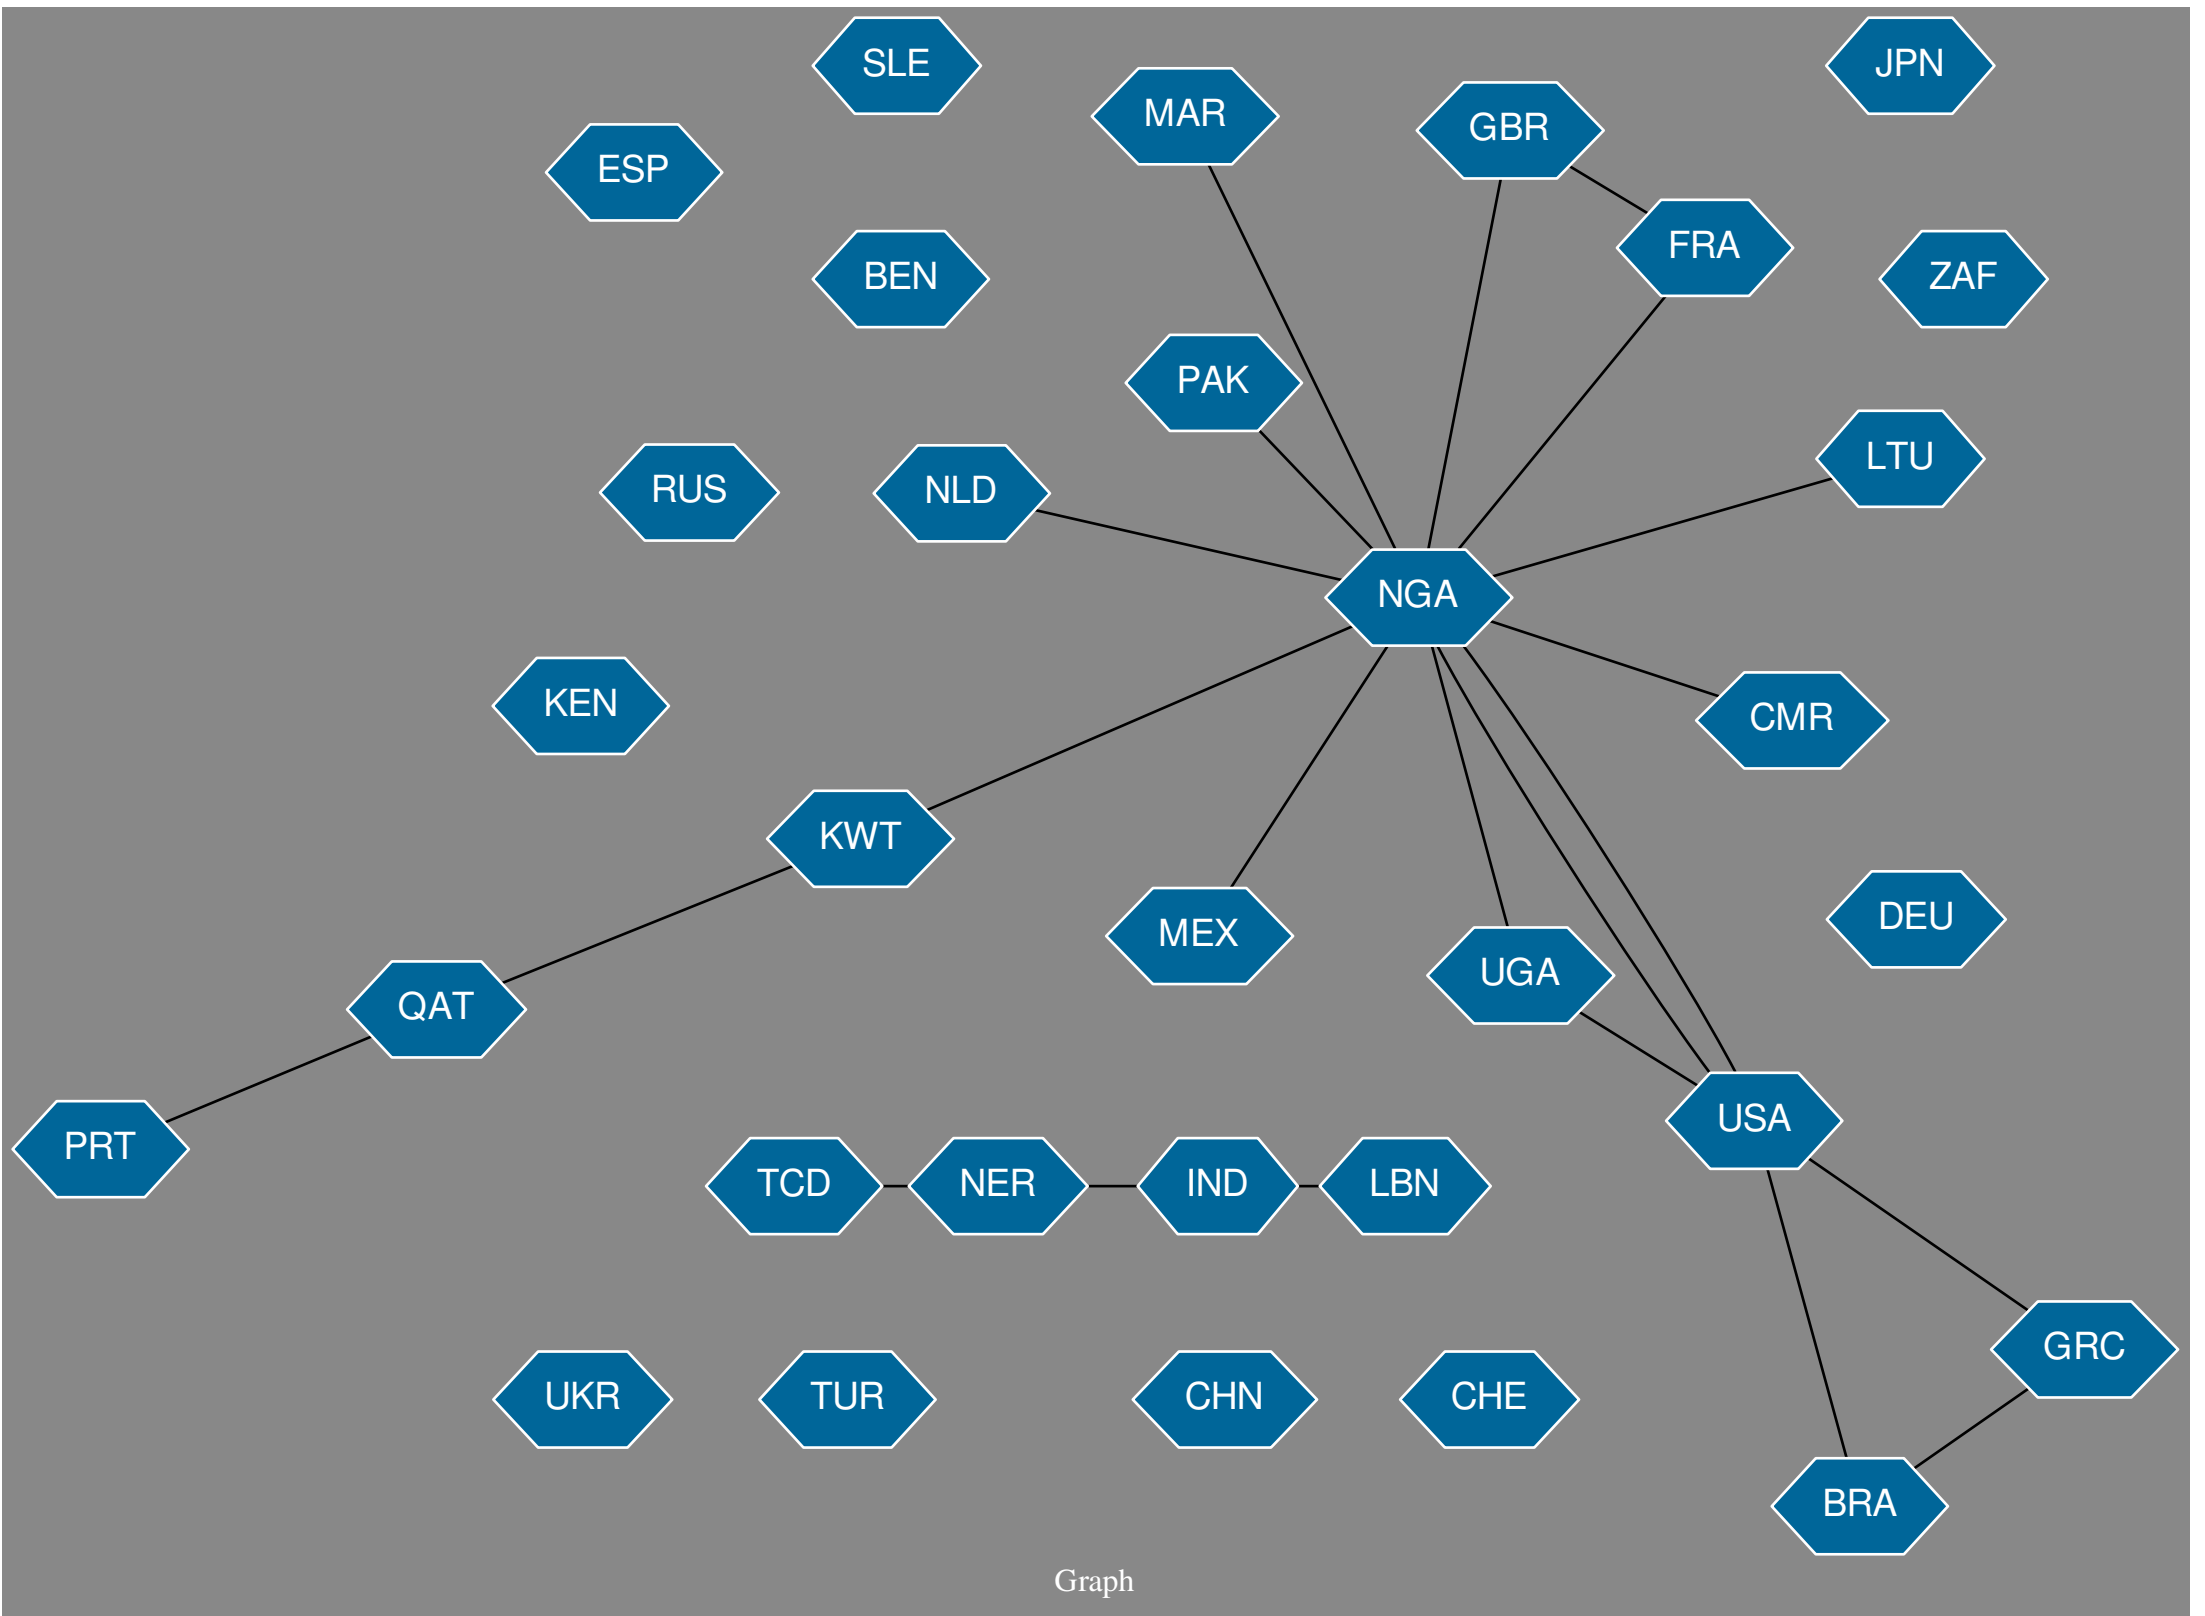 SLE
JPN
MAR
GBR
ESP
FRA
BEN
ZAF
PAK
LTU
RUS
NLD
NGA
KEN
CMR
KWT
DEU
MEX
UGA
QAT
USA
PRT
TCD
NER
IND
LBN
GRC
UKR
TUR
CHN
CHE
BRA
Graph